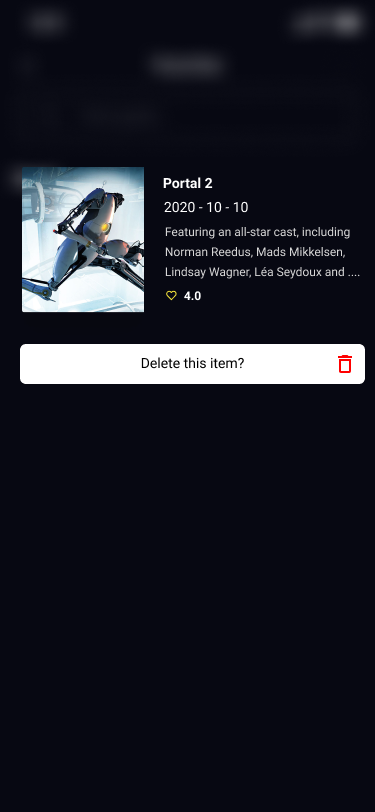 Portal 2
2020 - 10 - 10
Featuring an all-star cast, including
Norman Reedus, Mads Mikkelsen,
Lindsay Wagner, Léa Seydoux and ....
4.0
Delete this item?